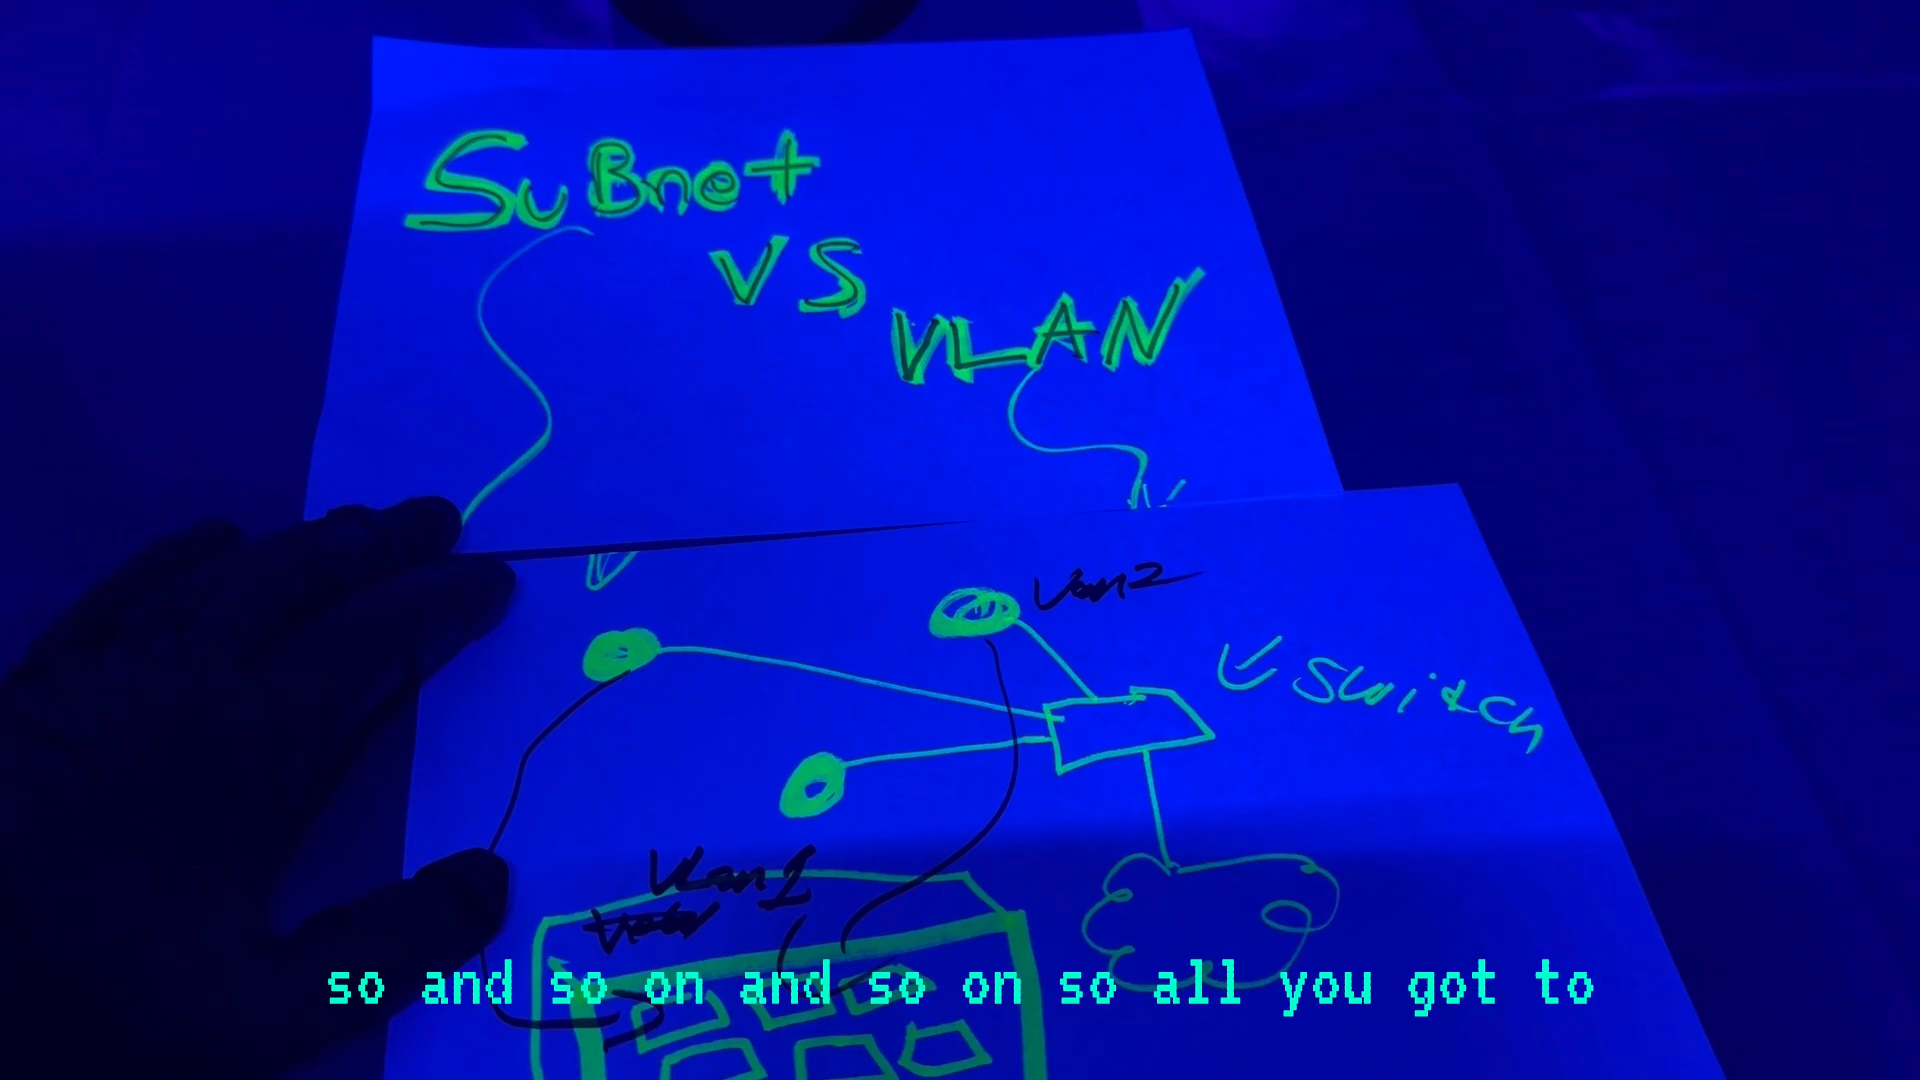 SuBnet
VS
VLAN
Vlan2
Switch
VLan1
so and so on and so on so all you got to